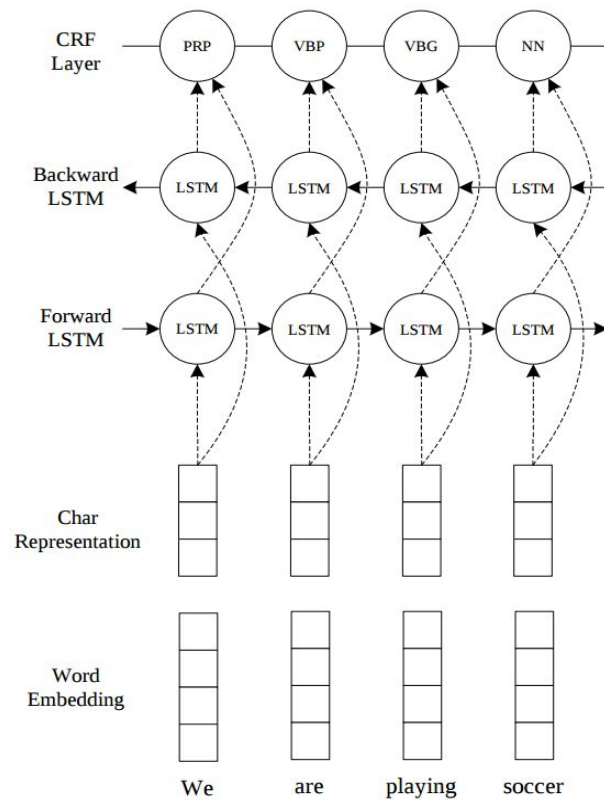 CRF
Layer
PRP VBP VBG NN
Backward
LSTM
LSTM LSTM LSTM LSTM
Forward
LSTM
LSTM LSTM LSTM LSTM
Char
Representation
Word
Embedding
We are playing soccer